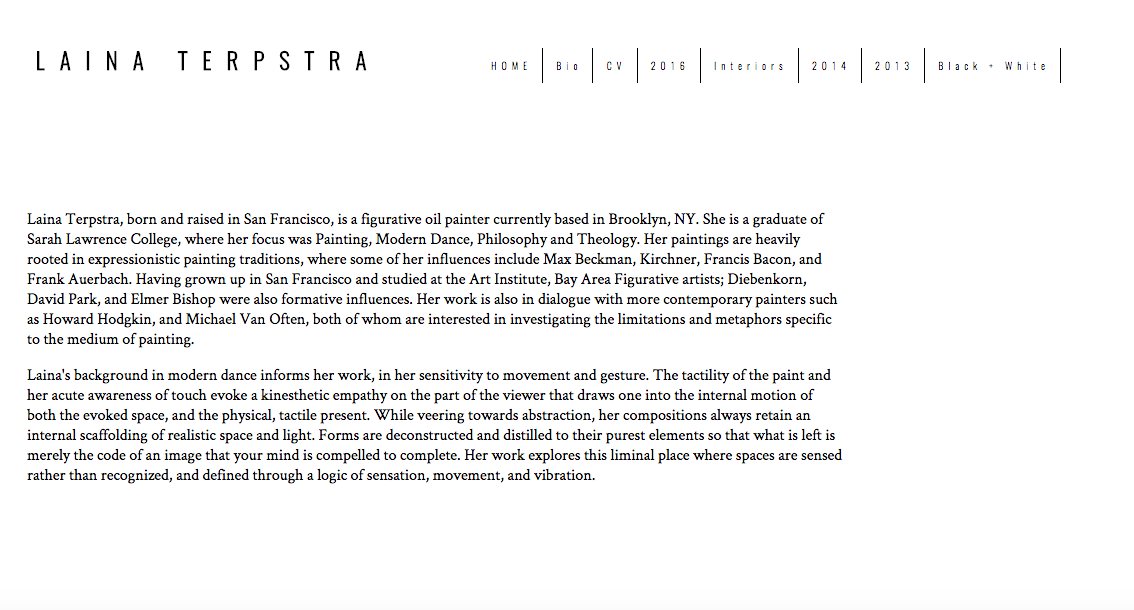 LAINA TERPSTRA
HOME Bio CV 2016 Interiors 2014 2013 Black + White
Laina Terpstra, born and raised in San Francisco, is a figurative oil painter currently based in Brooklyn, NY. She is a graduate of
Sarah Lawrence College, where her focus was Painting, Modern Dance, Philosophy and Theology. Her paintings are heavily
rooted in expressionistic painting traditions, where some of her influences include Max Beckman, Kirchner, Francis Bacon, and
Frank Auerbach. Having grown up in San Francisco and studied at the Art Institute, Bay Area Figurative artists; Diebenkorn,
David Park, and Elmer Bishop were also formative influences. Her work is also in dialogue with more contemporary painters such
as Howard Hodgkin, and Michael Van Often, both of whom are interested in investigating the limitations and metaphors specific
to the medium of painting.
Laina's background in modern dance informs her work, in her sensitivity to movement and gesture. The tactility of the paint and
her acute awareness of touch evoke a kinesthetic empathy on the part of the viewer that draws one into the internal motion of
both the evoked space, and the physical, tactile present. While veering towards abstraction, her compositions always retain an
internal scaffolding of realistic space and light. Forms are deconstructed and distilled to their purest elements so that what is left is
merely the code of an image that your mind is compelled to complete. Her work explores this liminal place where spaces are sensed
rather than recognized, and defined through a logic of sensation, movement, and vibration.